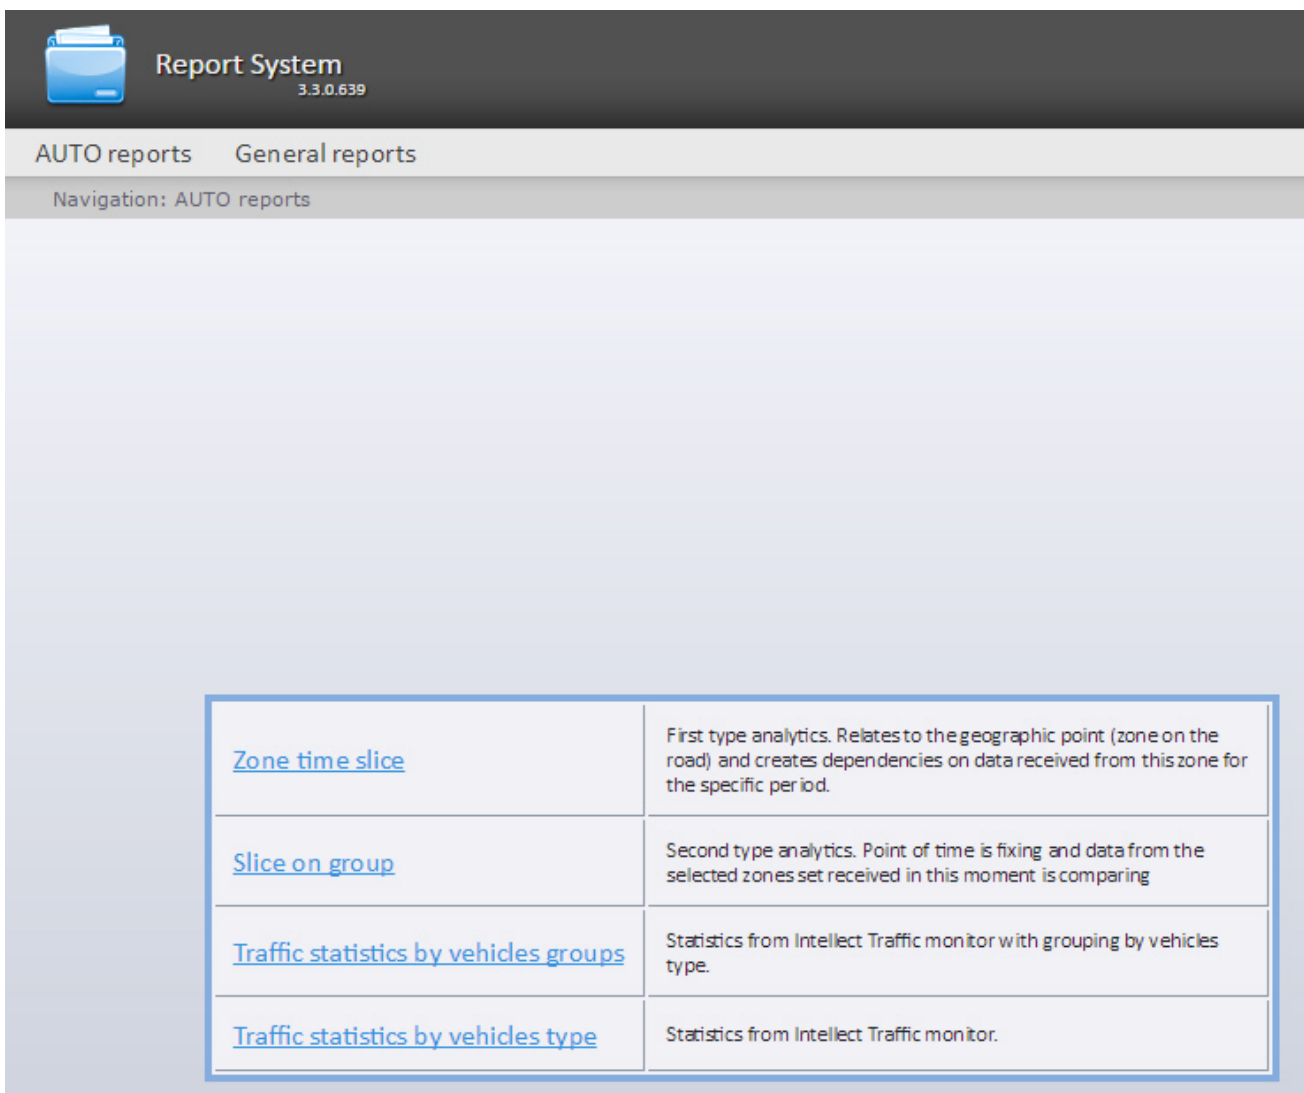 Report System
3.3.0.639
AUTO reports General reports
Navigation: AUTO reports
Zone time slice
First type analytics. Relates to the geographic point (zone on the
road) and creates dependencies on data received from this zone for
the specific period.
Slice on group
Second type analytics. Point of time is fixing and data from the
selected zones set received in this moment is comparing
Traffic statistics by vehicles groups
Statistics from Intellect Traffic monitor with grouping by vehicles
type.
Traffic statistics by vehicles type
Statistics from Intellect Traffic monitor.